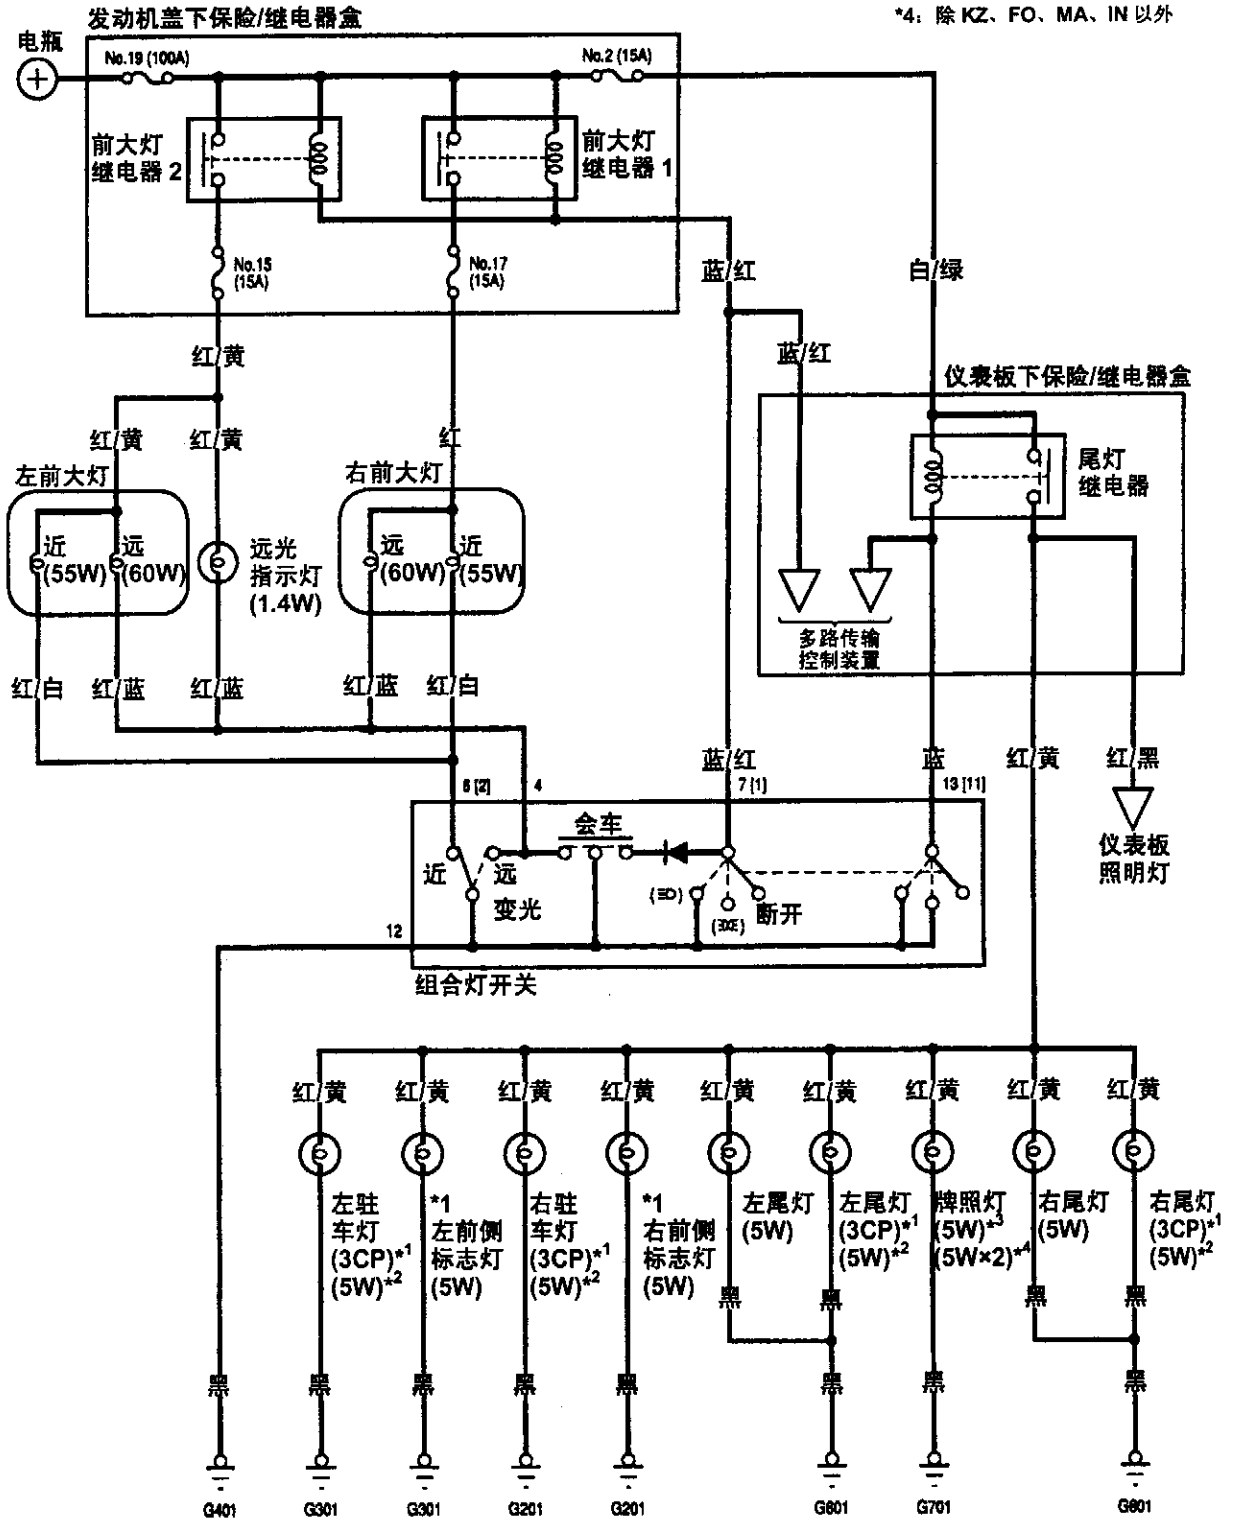 发动机盖下保险/继电器盒
*4: 除 KZ、FO、MA、IN 以外
电瓶
No.19 (100A)
No.2 (15A)
前大灯
继电器 2
前大灯
继电器 1
No.15
(15A)
No.17
(15A)
蓝/红
白/绿
红/黄
蓝/红
仪表板下保险/继电器盒
红/黄
红/黄
红
左前大灯
右前大灯
尾灯
继电器
近
(55W)
远
(60W)
远光
指示灯
(1.4W)
远
(60W)
近
(55W)
多路传输
控制装置
红/白
红/蓝
红/蓝
红/蓝
红/白
蓝/红
蓝
红/黄
红/黑
6 [2]
4
7 [1]
13 [11]
会车
近
远
变光
断开
仪表板
照明灯
12
组合灯开关
红/黄
红/黄
红/黄
红/黄
红/黄
红/黄
红/黄
红/黄
红/黄
左驻
车灯
(3CP)*1
(5W)*2
*1
左前侧
标志灯
(5W)
右驻
车灯
(3CP)*1
(5W)*2
*1
右前侧
标志灯
(5W)
左尾灯
(5W)
左尾灯
(3CP)*1
(5W)*2
牌照灯
(5W)*3
(5W×2)*4
右尾灯
(5W)
右尾灯
(3CP)*1
(5W)*2
黑
黑
黑
黑
黑
黑
黑
黑
黑
黑
黑
黑
G401
G301
G301
G201
G201
G601
G701
G601